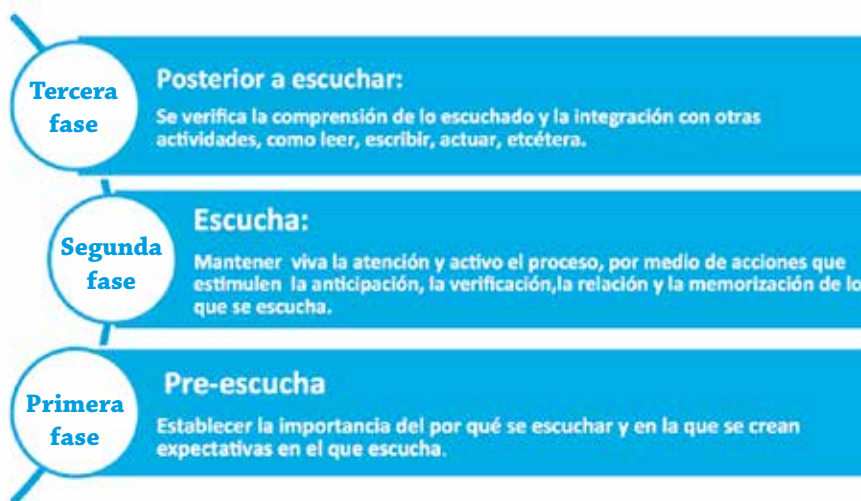 Tercera
fase
Posterior a escuchar:
Se verifica la comprensión de lo escuchado y la integración con otras
actividades, como leer, escribir, actuar, etcétera.
Segunda
fase
Escucha:
Mantener viva la atención y activo el proceso, por medio de acciones que
estimulen la anticipación, la verificación,la relación y la memorización de lo
que se escucha.
Primera
fase
Pre-escucha
Establecer la importancia del por qué se escuchar y en la que se crean
expectativas en el que escucha.